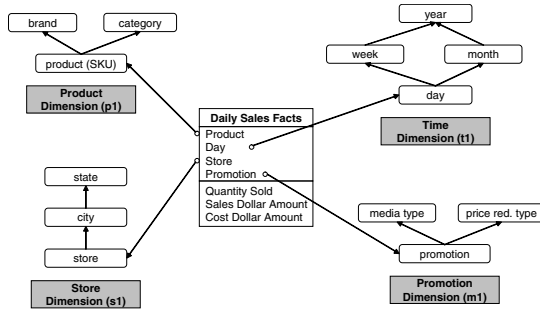 brand
category
product (SKU)
Product
Dimension (p1)
year
week
month
day
Time
Dimension (t1)
Daily Sales Facts
Product
Day
Store
Promotion
Quantity Sold
Sales Dollar Amount
Cost Dollar Amount
state
city
store
Store
Dimension (s1)
media type
price red. type
promotion
Promotion
Dimension (m1)